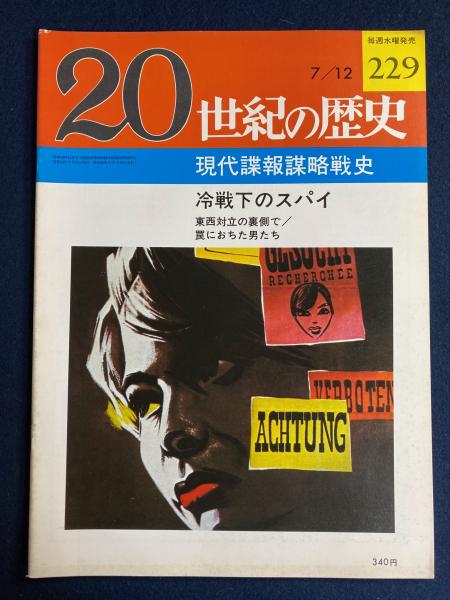 毎週水曜発売
7/12
229
20
世紀の歴史
現代諜報謀略戦史
冷戦下のスパイ
東西対立の裏側で/
罠におちた男たち
GESUCHT
RECHERCHÉE
VERBOTEN
ACHTUNG
340円